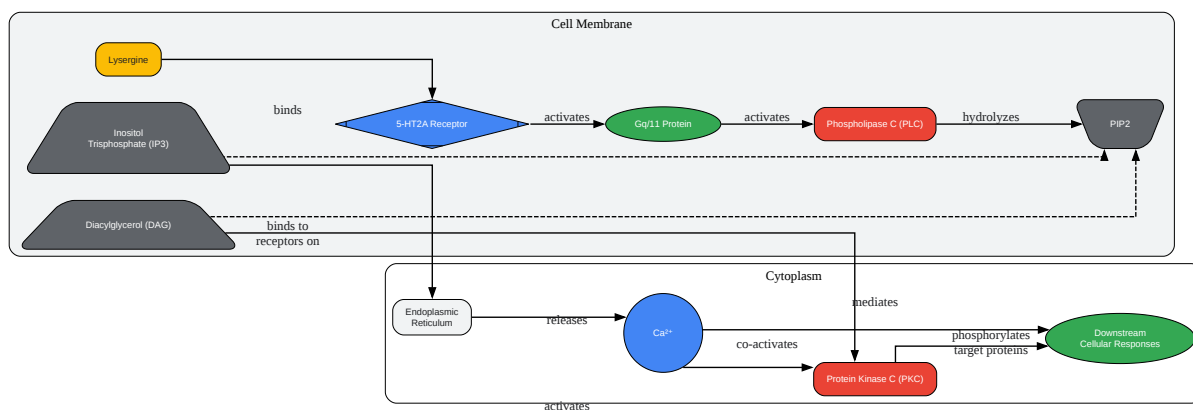 Cell Membrane
Lysergine
binds
5-HT2A Receptor
activates
Gq/11 Protein
activates
Phospholipase C (PLC)
hydrolyzes
PIP2
Inositol
Trisphosphate (IP3)
Diacylglycerol (DAG)
binds to
receptors on
Cytoplasm
Endoplasmic
Reticulum
releases
Ca²⁺
mediates
co-activates
phosphorylates
target proteins
Downstream
Cellular Responses
Protein Kinase C (PKC)
activates